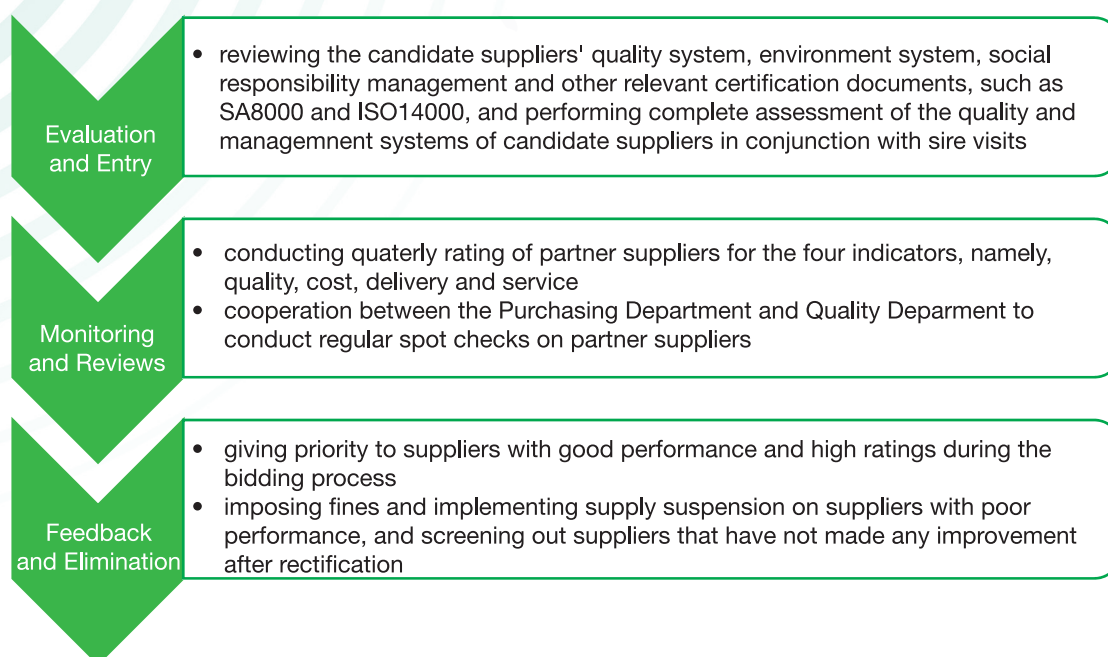 Evaluation
and Entry
• reviewing the candidate suppliers' quality system, environment system, social
responsibility management and other relevant certification documents, such as
SA8000 and ISO14000, and performing complete assessment of the quality and
managemnent systems of candidate suppliers in conjunction with sire visits
Monitoring
and Reviews
• conducting quaterly rating of partner suppliers for the four indicators, namely,
quality, cost, delivery and service
• cooperation between the Purchasing Department and Quality Deparment to
conduct regular spot checks on partner suppliers
Feedback
and Elimination
• giving priority to suppliers with good performance and high ratings during the
bidding process
• imposing fines and implementing supply suspension on suppliers with poor
performance, and screening out suppliers that have not made any improvement
after rectification